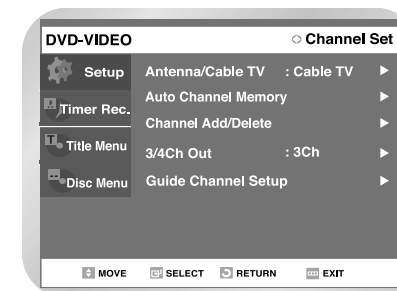 DVD-VIDEO Channel Set
Setup Antenna/Cable TV : Cable TV
Auto Channel Memory
Timer Rec.
Channel Add/Delete
Title Menu
3/4Ch Out : 3Ch
Disc Menu Guide Channel Setup
MOVE SELECT RETURN EXIT